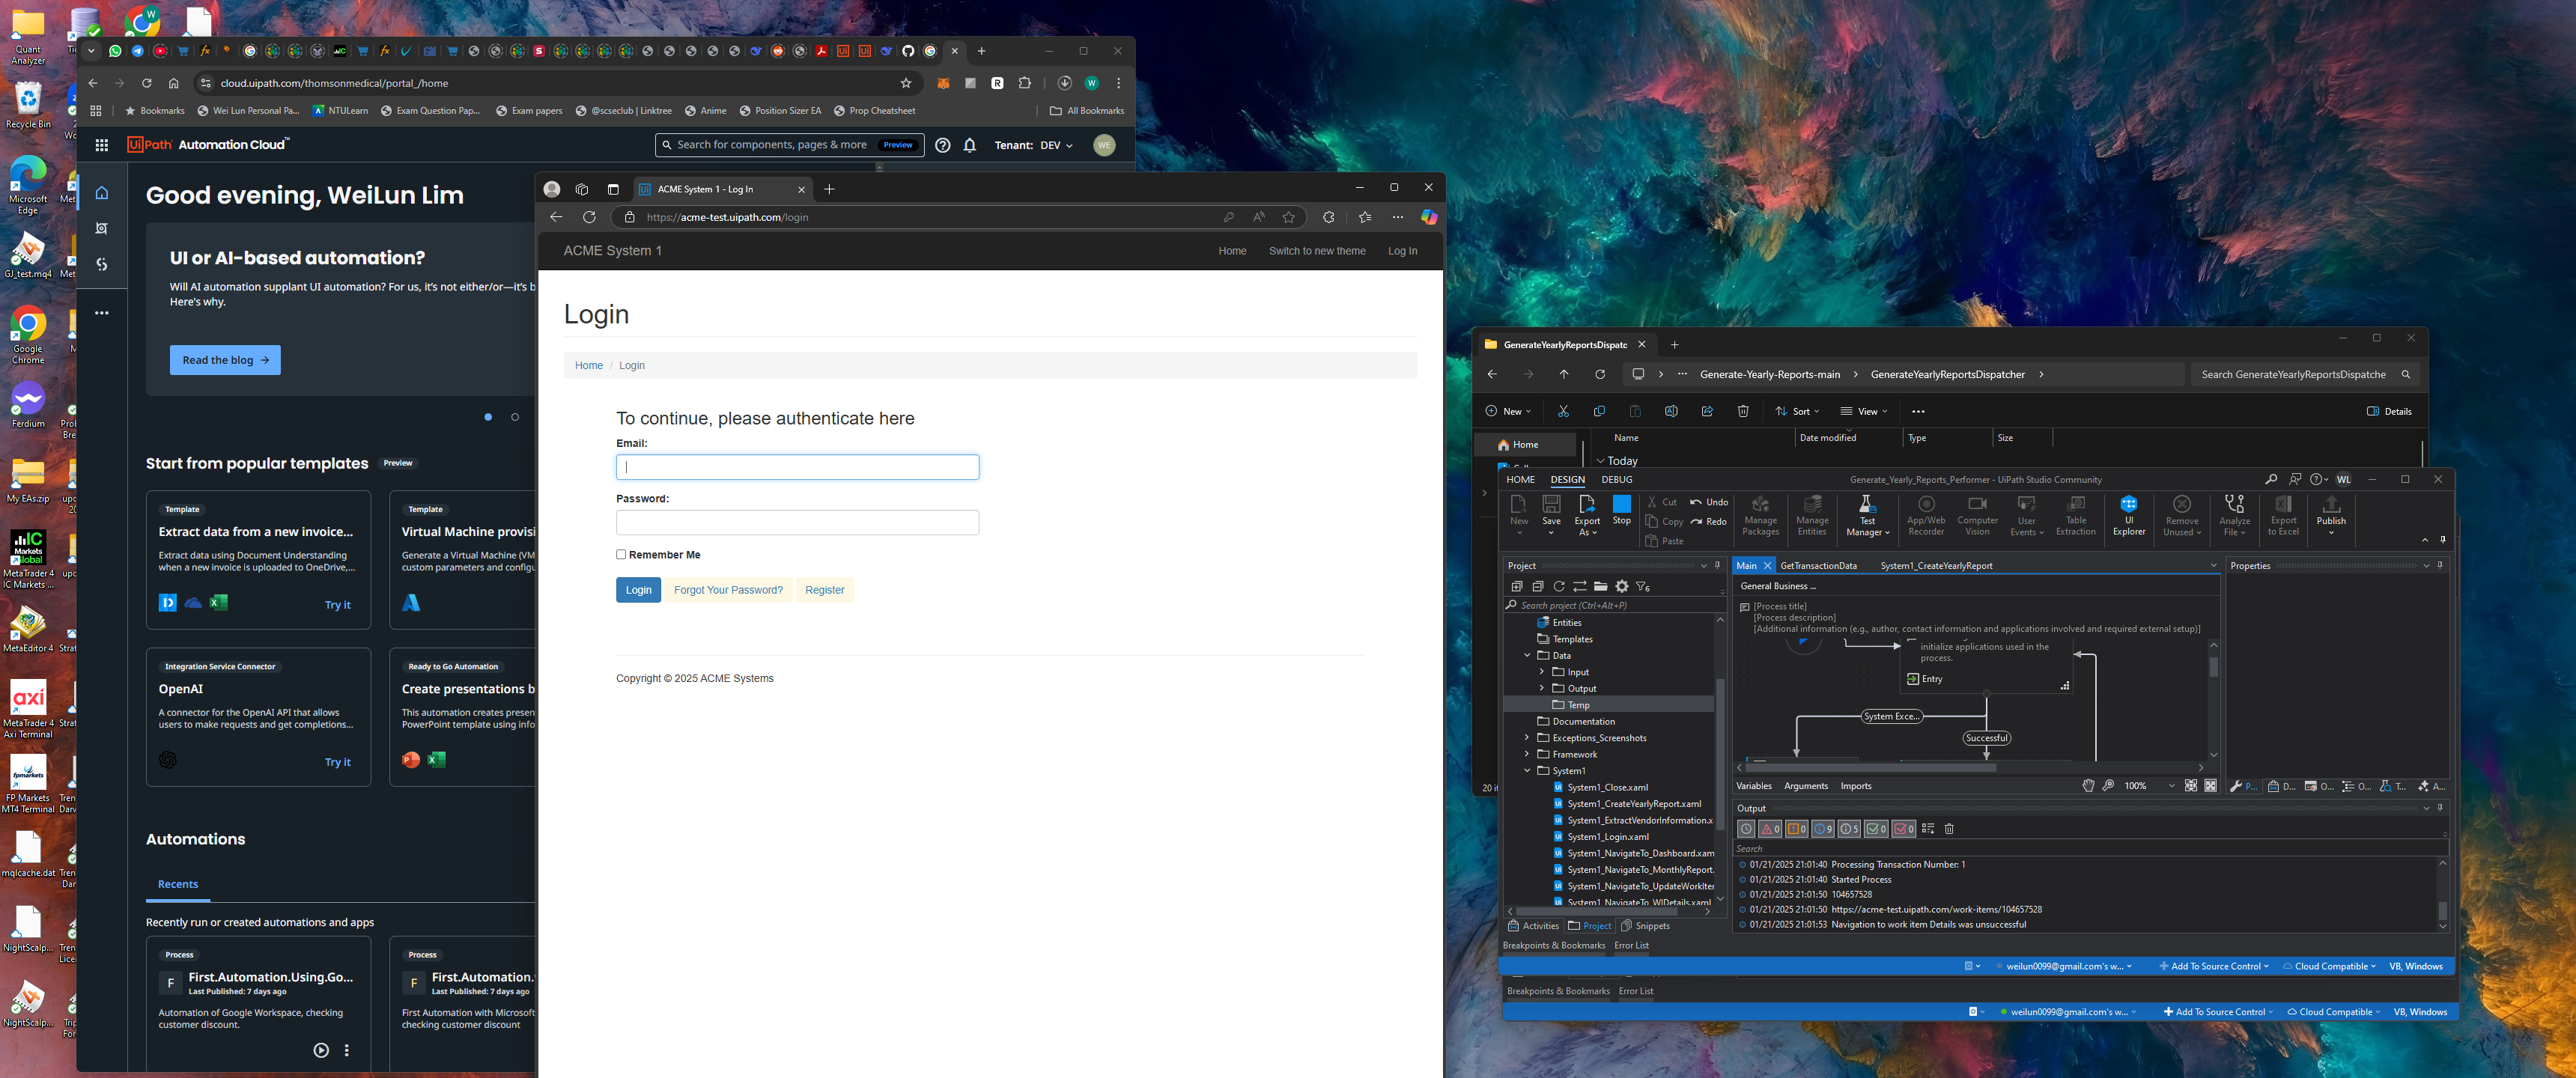 Quant
Analyzer
Recycle Bin
Microsoft
Edge
GJ_test.mq4
Google
Chrome
Ferdium
My EAs.zip
MetaTrader 4
IC Markets ...
MetaEditor 4
MetaTrader 4
Axi Terminal
FP Markets
MT4 Terminal
mqlcache.dat
NightScalp...
NightScalp...
cloud.uipath.com/thomsonmedical/portal_/home
Bookmarks
Wei Lun Personal Pa...
NTULearn
Exam Question Pap...
Exam papers
@scseclub | Linktree
Anime
Position Sizer EA
Prop Cheatsheet
All Bookmarks
UiPath Automation Cloud™
Search for components, pages & more
Preview
Tenant: DEV
WE
Good evening, WeiLun Lim
UI or AI-based automation?
Will AI automation supplant UI automation? For us, it's not either/or—it's b
Here's why.
Read the blog
Start from popular templates
Preview
Template
Extract data from a new invoice...
Extract data using Document Understanding
when a new invoice is uploaded to OneDrive,...
Try it
Template
Virtual Machine provisi
Generate a Virtual Machine (VM
custom parameters and configu
Integration Service Connector
OpenAI
A connector for the OpenAI API that allows
users to make requests and get completions...
Try it
Ready to Go Automation
Create presentations b
This automation creates presen
PowerPoint template using info
Automations
Recents
Recently run or created automations and apps
Process
F
First.Automation.Using.Go...
Last Published: 7 days ago
Automation of Google Workspace, checking
customer discount.
Process
F
First.Automation.
Last Published: 7 days ago
First Automation with Microsof
checking customer discount
ACME System 1 - Log In
https://acme-test.uipath.com/login
ACME System 1
Home
Switch to new theme
Log In
Login
Home / Login
To continue, please authenticate here
Email:
Password:
Remember Me
Login
Forgot Your Password?
Register
Copyright © 2025 ACME Systems
GenerateYearlyReportsDispatc
Generate-Yearly-Reports-main
GenerateYearlyReportsDispatcher
Search GenerateYearlyReportsDispatche
New
Sort
View
Details
Home
Name
Date modified
Type
Size
Today
HOME
DESIGN
DEBUG
Generate_Yearly_Reports_Performer - UiPath Studio Community
WL
New
Save
Export
As
Stop
Cut
Copy
Paste
Undo
Redo
Manage
Packages
Manage
Entities
Test
Manager
App/Web
Recorder
Computer
Vision
User
Events
Table
Extraction
UI
Explorer
Remove
Unused
Analyze
File
Export
to Excel
Publish
Project
Search project (Ctrl+Alt+P)
Entities
Templates
Data
Input
Output
Temp
Documentation
Exceptions_Screenshots
Framework
System1
System1_Close.xaml
System1_CreateYearlyReport.xaml
System1_ExtractVendorInformation.x
System1_Login.xaml
System1_NavigateTo_Dashboard.xam
System1_NavigateTo_MonthlyReport.
System1_NavigateTo_UpdateWorkIter
System1_NavigateTo_WIDetails.xaml
Activities
Project
Snippets
Main
GetTransactionData
System1_CreateYearlyReport
General Business ...
[Process title]
[Process description]
[Additional information (e.g., author, contact information and applications involved and required external setup)]
initialize applications used in the
process.
Entry
System Exce...
Successful
Variables
Arguments
Imports
100%
Properties
P...
D...
O...
O...
T...
A...
Output
0
0
9
5
0
0
Search
01/21/2025 21:01:40 Processing Transaction Number: 1
01/21/2025 21:01:40 Started Process
01/21/2025 21:01:50 104657528
01/21/2025 21:01:50 https://acme-test.uipath.com/work-items/104657528
01/21/2025 21:01:53 Navigation to work item Details was unsuccessful
Breakpoints & Bookmarks
Error List
weilun0099@gmail.com's w...
Add To Source Control
Cloud Compatible
VB, Windows
Breakpoints & Bookmarks
Error List
weilun0099@gmail.com's w...
Add To Source Control
Cloud Compatible
VB, Windows